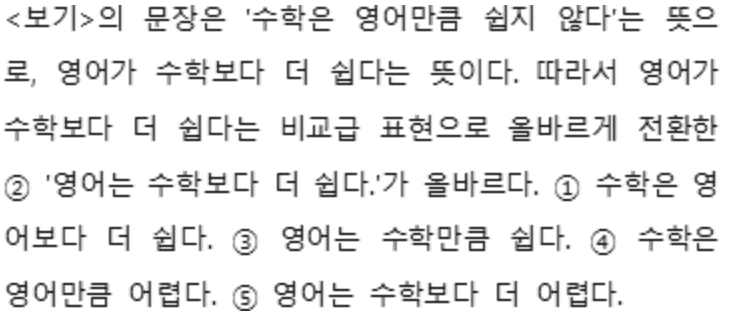 <보기>의 문장은 '수학은 영어만큼 쉽지 않다'는 뜻으
로, 영어가 수학보다 더 쉽다는 뜻이다. 따라서 영어가
수학보다 더 쉽다는 비교급 표현으로 올바르게 전환한
② '영어는 수학보다 더 쉽다.'가 올바르다. ① 수학은 영
어보다 더 쉽다. ③ 영어는 수학만큼 쉽다. ④ 수학은
영어만큼 어렵다. ⑤ 영어는 수학보다 더 어렵다.